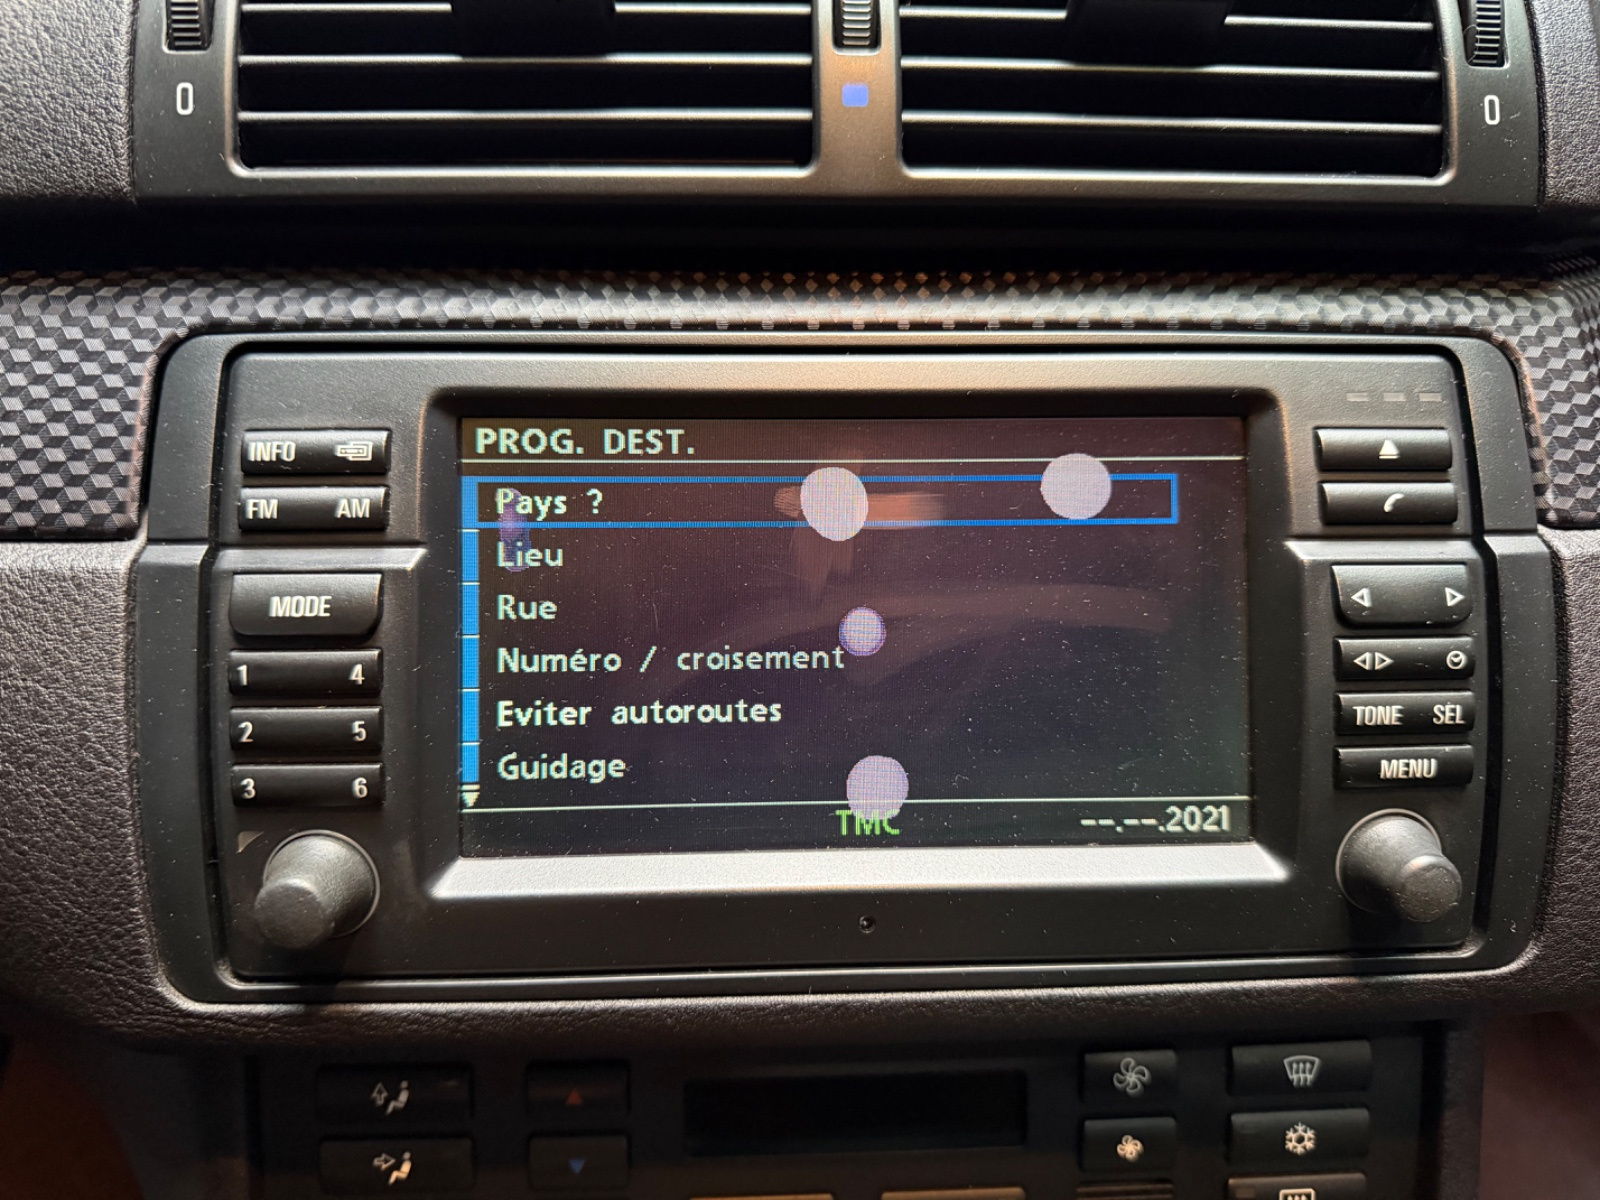 0
0
INFO
FM AM
MODE
1 4
2 5
3 6
PROG. DEST.
Pays ?
Lieu
Rue
Numéro / croisement
Eviter autoroutes
Guidage
TMC --.--.2021
TONE SEL
MENU